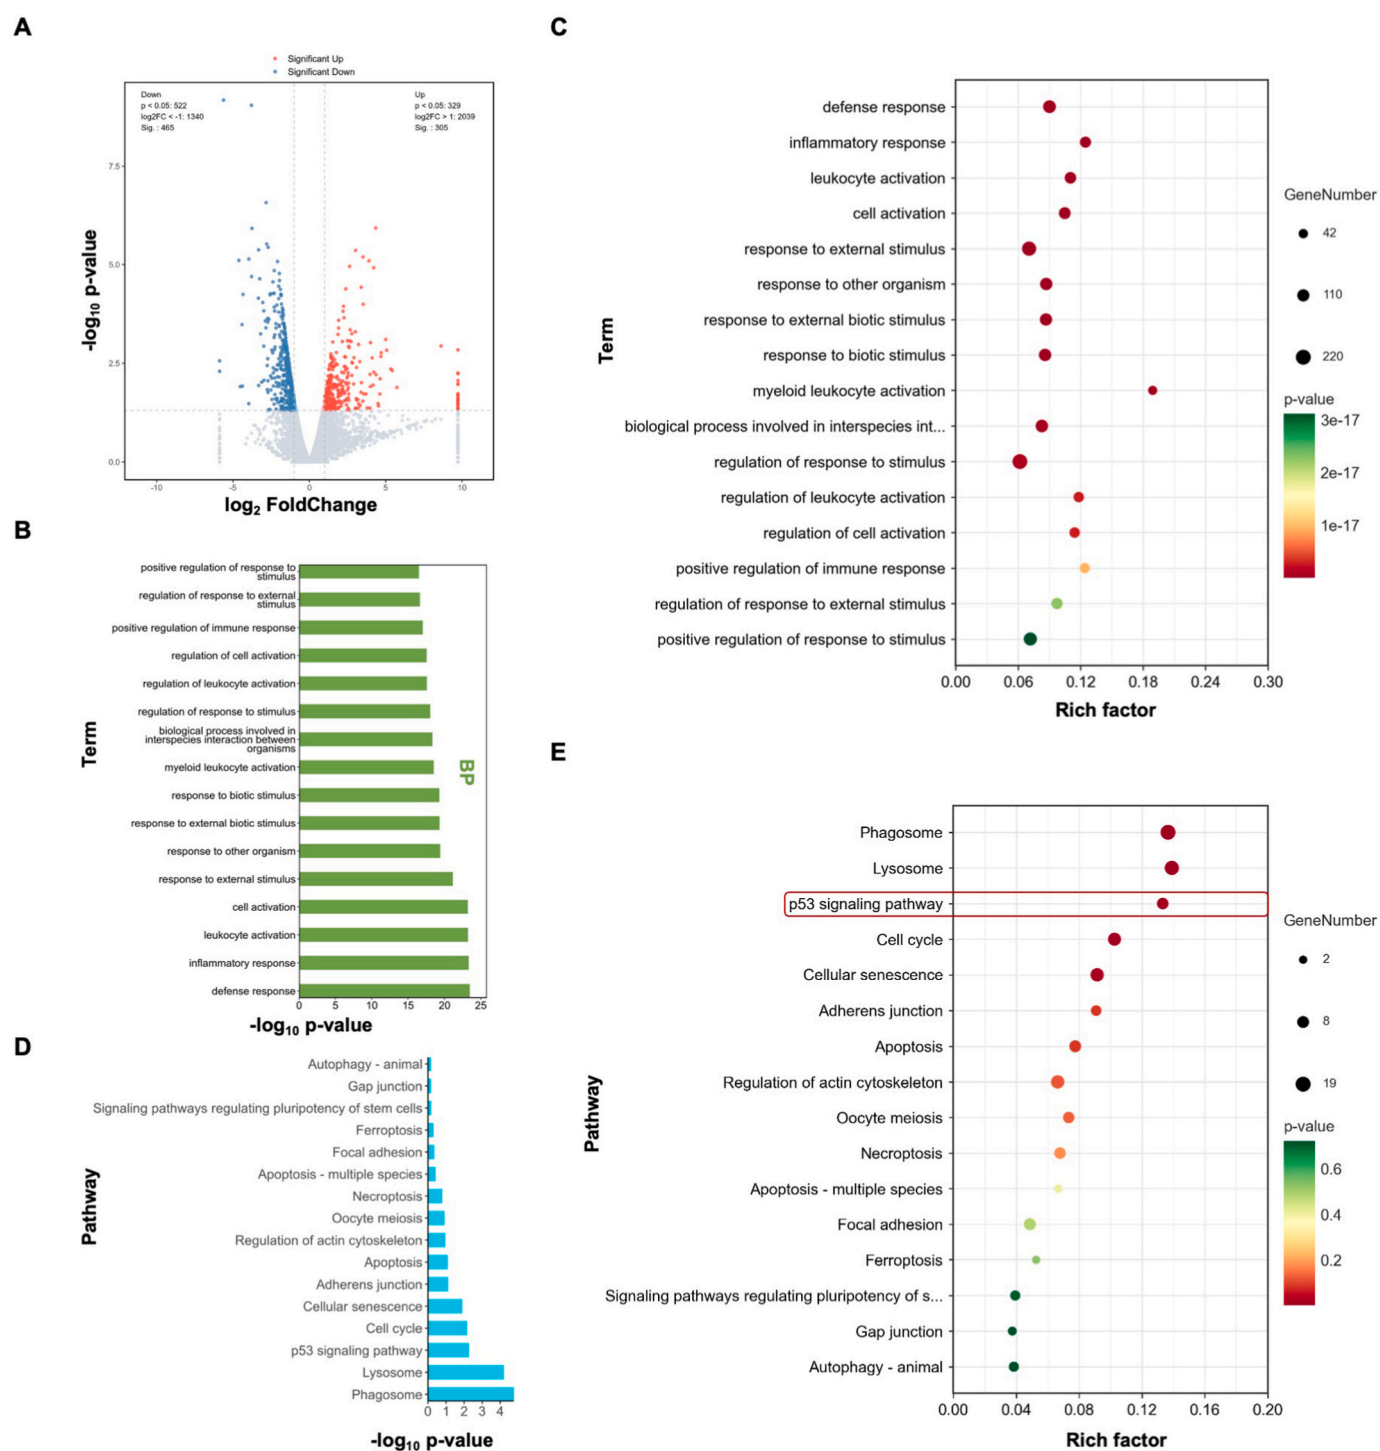 A
Significant Up
Significant Down
Down
p < 0.05: 522
log2FC < -1: 1340
Sig. : 465
Up
p < 0.05: 329
log2FC > 1: 2039
Sig. : 305
7.5
5.0
2.5
0.0
-log10 p-value
-10 -5 0 5 10
log2 FoldChange
B
positive regulation of response to
stimulus
regulation of response to external
stimulus
positive regulation of immune response
regulation of cell activation
regulation of leukocyte activation
regulation of response to stimulus
biological process involved in
interspecies interaction between
organisms
myeloid leukocyte activation
response to biotic stimulus
response to external biotic stimulus
response to other organism
response to external stimulus
cell activation
leukocyte activation
inflammatory response
defense response
Term
BP
0 5 10 15 20 25
-log10 p-value
C
defense response
inflammatory response
leukocyte activation
cell activation
response to external stimulus
response to other organism
response to external biotic stimulus
response to biotic stimulus
myeloid leukocyte activation
biological process involved in interspecies int...
regulation of response to stimulus
regulation of leukocyte activation
regulation of cell activation
positive regulation of immune response
regulation of response to external stimulus
positive regulation of response to stimulus
Term
0.00 0.06 0.12 0.18 0.24 0.30
Rich factor
GeneNumber
42
110
220
p-value
3e-17
2e-17
1e-17
D
Autophagy - animal
Gap junction
Signaling pathways regulating pluripotency of stem cells
Ferroptosis
Focal adhesion
Apoptosis - multiple species
Necroptosis
Oocyte meiosis
Regulation of actin cytoskeleton
Apoptosis
Adherens junction
Cellular senescence
Cell cycle
p53 signaling pathway
Lysosome
Phagosome
Pathway
0 1 2 3 4
-log10 p-value
E
Phagosome
Lysosome
p53 signaling pathway
Cell cycle
Cellular senescence
Adherens junction
Apoptosis
Regulation of actin cytoskeleton
Oocyte meiosis
Necroptosis
Apoptosis - multiple species
Focal adhesion
Ferroptosis
Signaling pathways regulating pluripotency of s...
Gap junction
Autophagy - animal
Pathway
0.00 0.04 0.08 0.12 0.16 0.20
Rich factor
GeneNumber
2
8
19
p-value
0.6
0.4
0.2